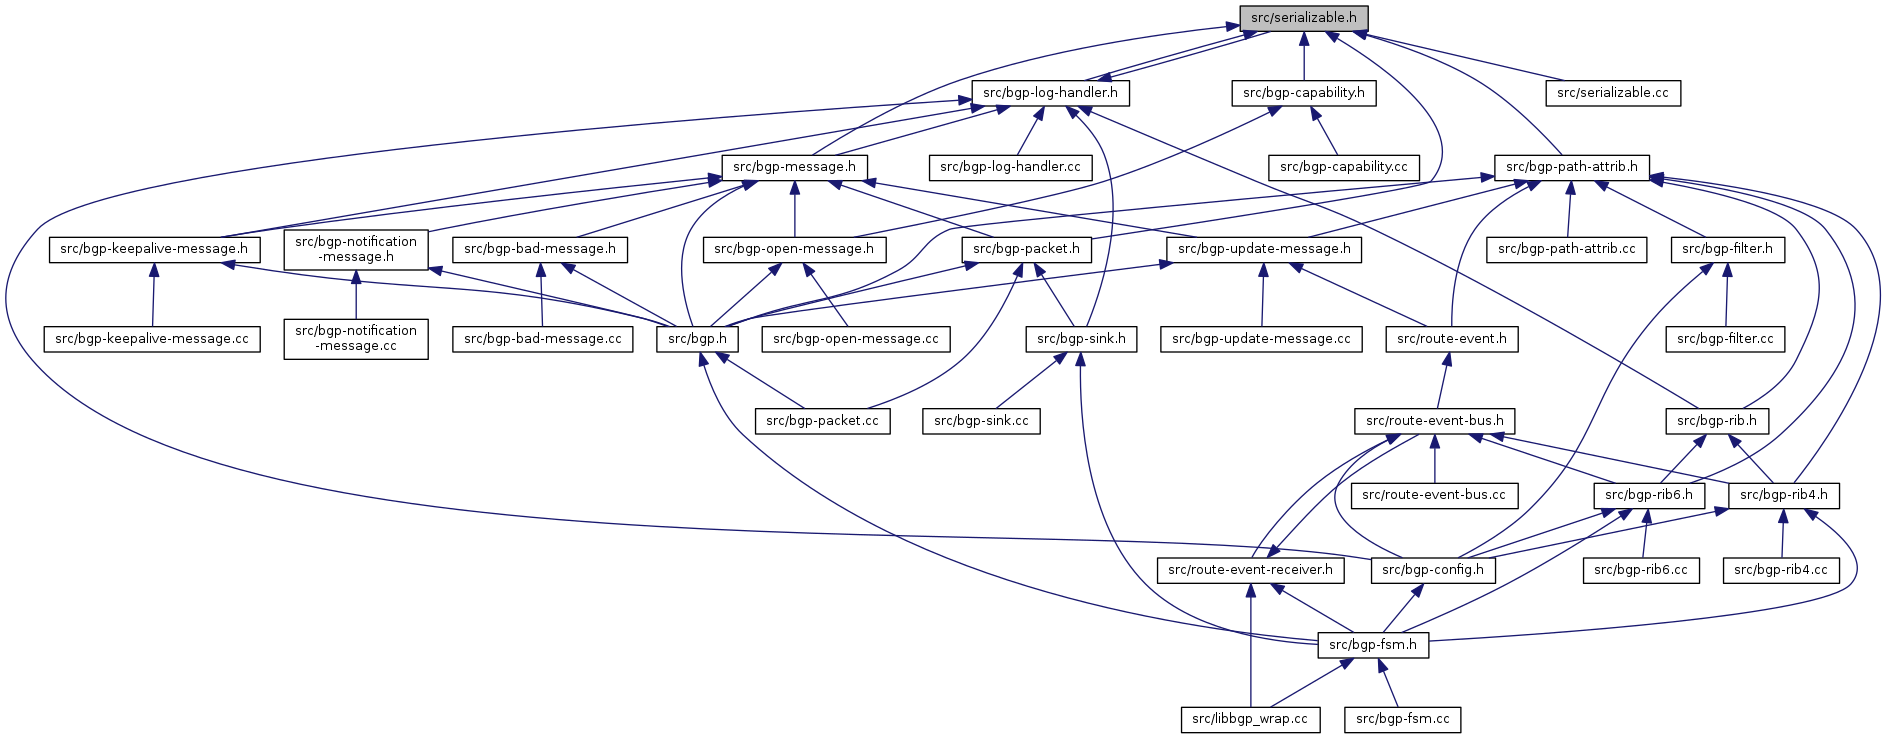 src/serializable.h
src/bgp-log-handler.h
src/bgp-capability.h
src/serializable.cc
src/bgp-message.h
src/bgp-log-handler.cc
src/bgp-capability.cc
src/bgp-path-attrib.h
src/bgp-keepalive-message.h
src/bgp-notification
-message.h
src/bgp-bad-message.h
src/bgp-open-message.h
src/bgp-packet.h
src/bgp-update-message.h
src/bgp-path-attrib.cc
src/bgp-filter.h
src/bgp-keepalive-message.cc
src/bgp-notification
-message.cc
src/bgp-bad-message.cc
src/bgp.h
src/bgp-open-message.cc
src/bgp-sink.h
src/bgp-update-message.cc
src/route-event.h
src/bgp-filter.cc
src/bgp-packet.cc
src/bgp-sink.cc
src/route-event-bus.h
src/bgp-rib.h
src/route-event-bus.cc
src/bgp-rib6.h
src/bgp-rib4.h
src/route-event-receiver.h
src/bgp-config.h
src/bgp-rib6.cc
src/bgp-rib4.cc
src/bgp-fsm.h
src/libbgp_wrap.cc
src/bgp-fsm.cc